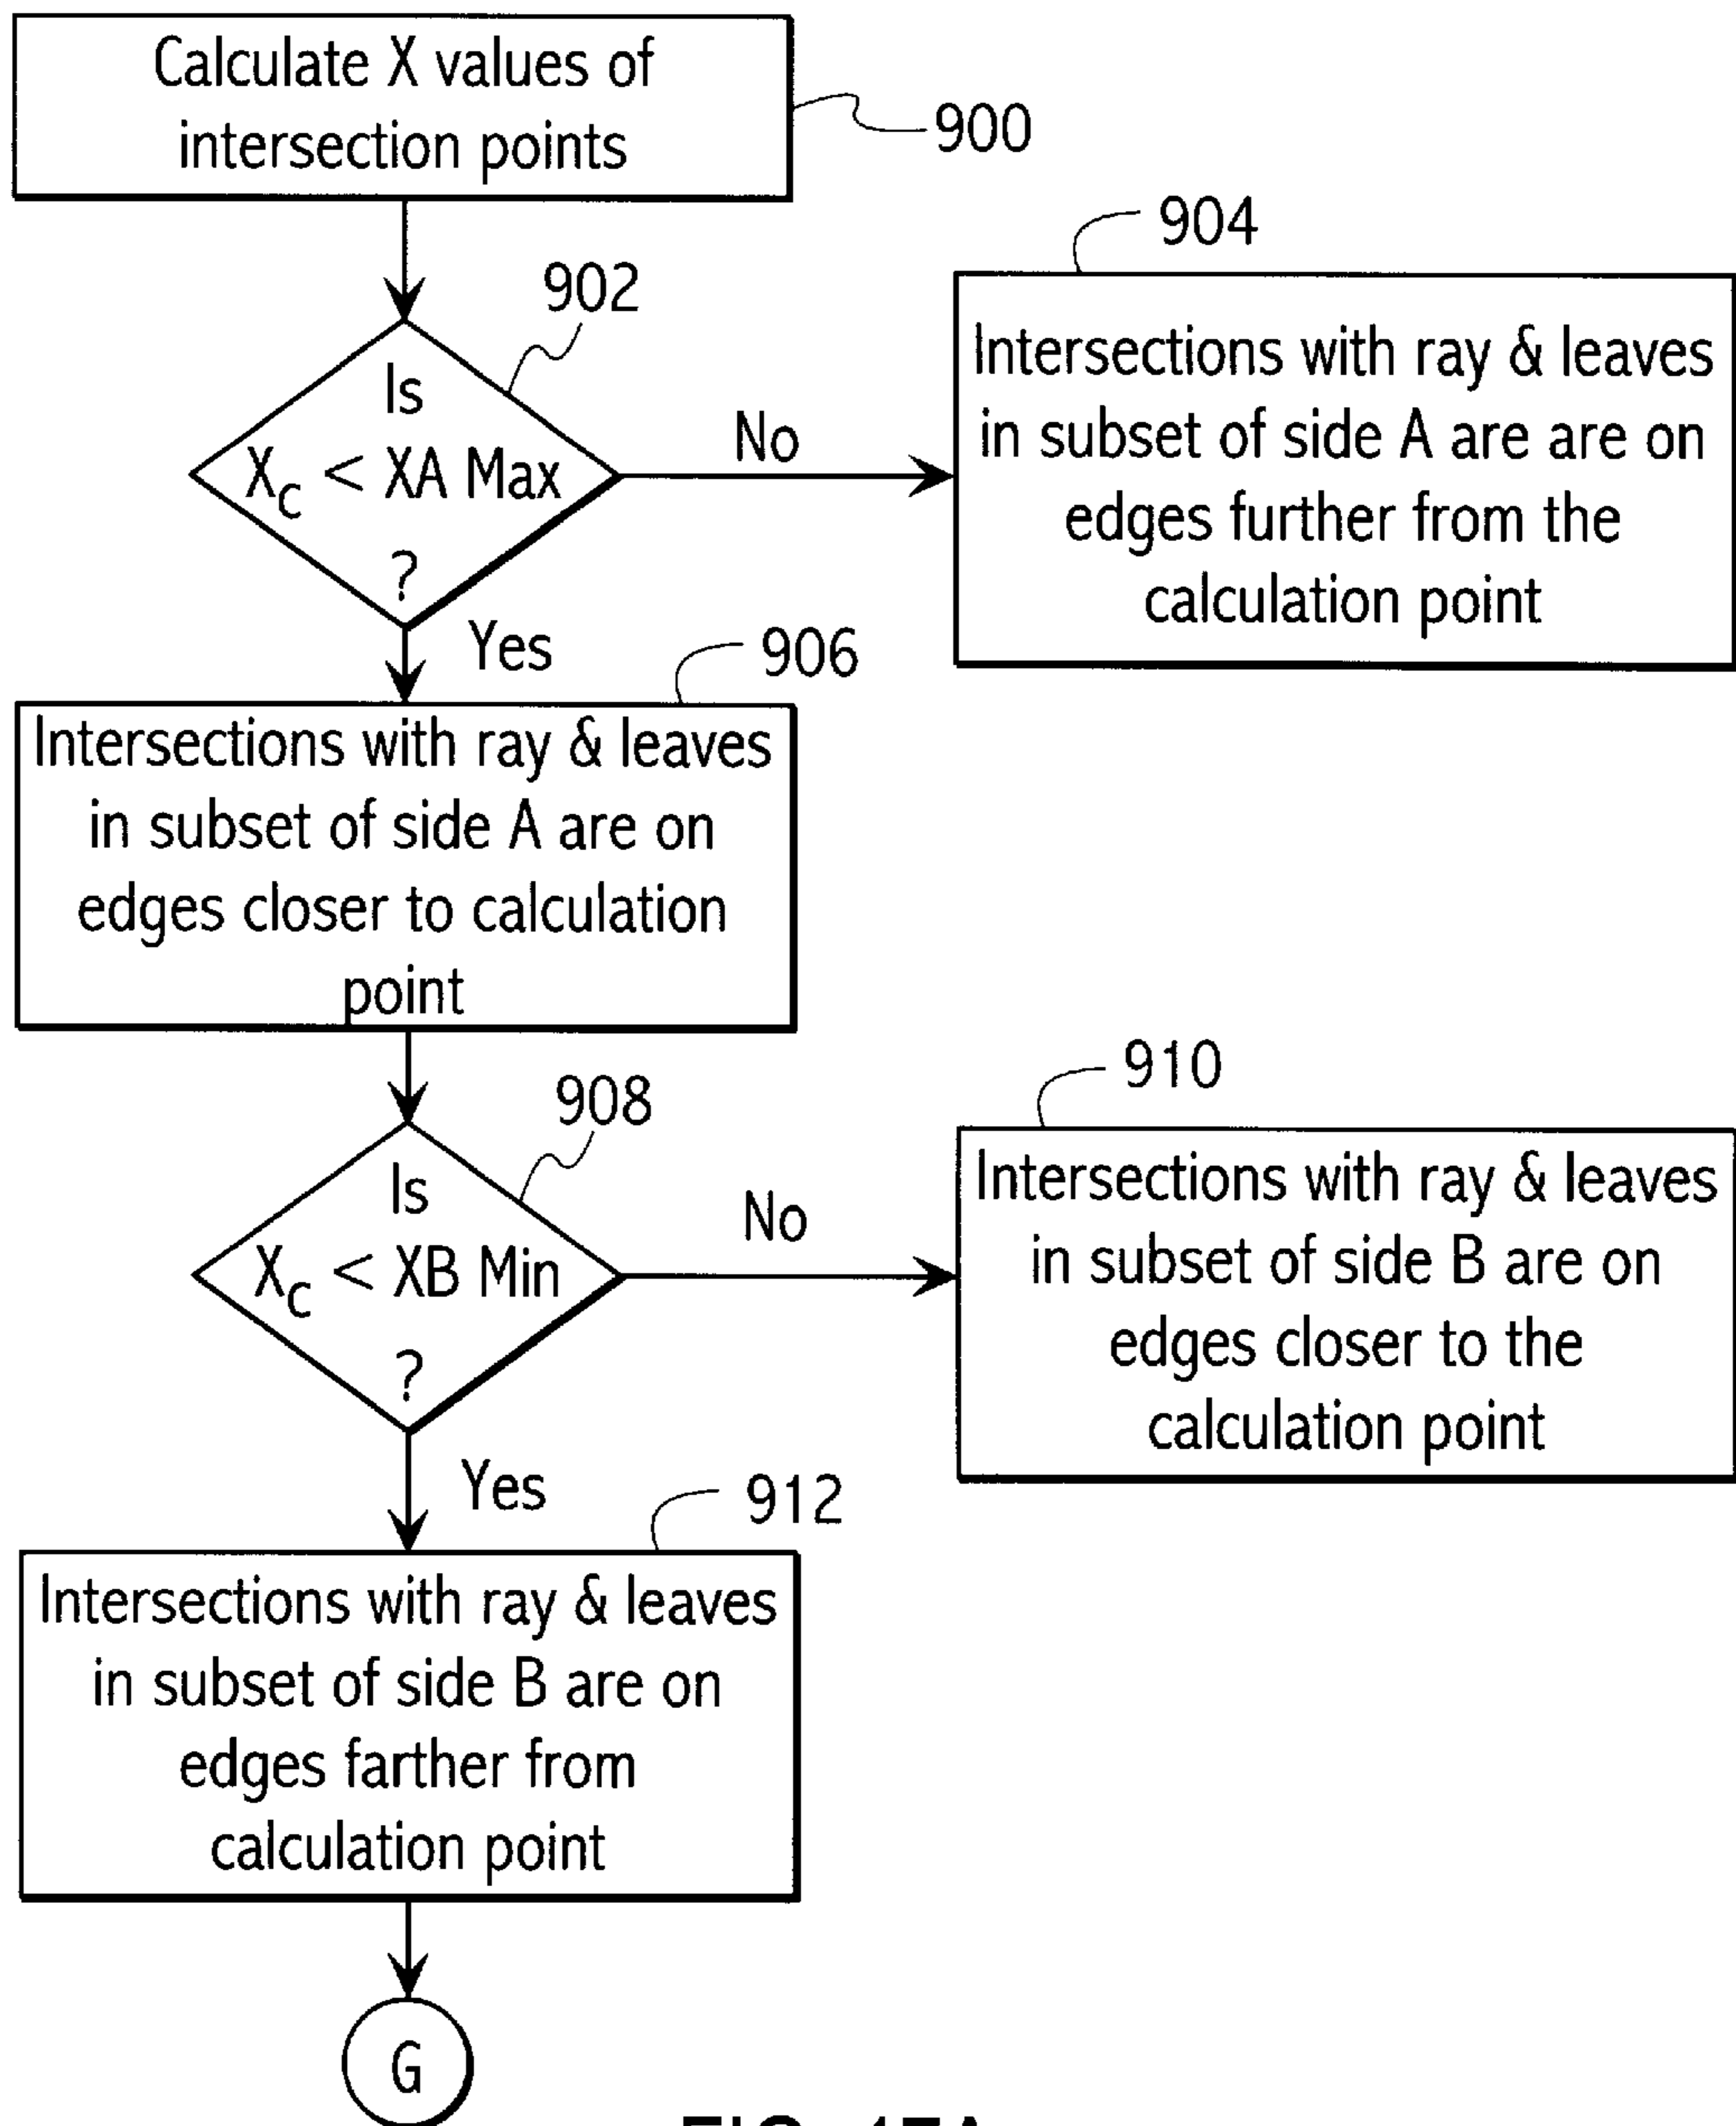 Calculate X values of
intersection points
900
902
Is
Xc < XA Max
?
No
904
Intersections with ray & leaves
in subset of side A are are on
edges further from the
calculation point
Yes
906
Intersections with ray & leaves
in subset of side A are on
edges closer to calculation
point
908
Is
Xc < XB Min
?
No
910
Intersections with ray & leaves
in subset of side B are on
edges closer to the
calculation point
Yes
912
Intersections with ray & leaves
in subset of side B are on
edges farther from
calculation point
G